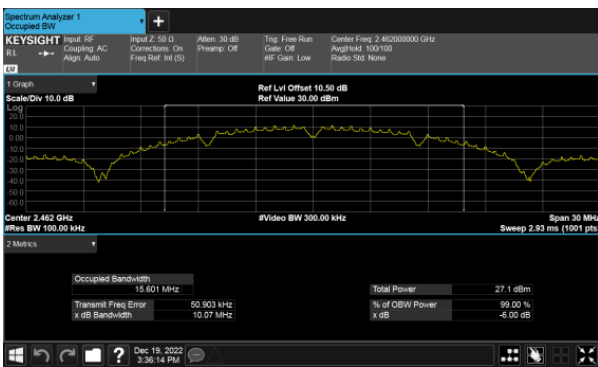 Spectrum Analyzer 1
Occupied BW
KEYSIGHT Input: RF Input Z: 50 Ω Atten: 30 dB Trig: Free Run Center Freq: 2.462000000 GHz
RL Coupling: AC Corrections: On Preamp: Off Gate: Off Avg|Hold: 100/100
Align: Auto Freq Ref: Int (S) #IF Gain: Low Radio Std: None
LXI
1 Graph Ref Lvl Offset 10.50 dB
Scale/Div 10.0 dB Ref Value 30.00 dBm
Log
20.0
10.0
0.00
-10.0
-20.0
-30.0
-40.0
-50.0
-60.0
Center 2.462 GHz #Video BW 300.00 kHz Span 30 MHz
#Res BW 100.00 kHz Sweep 2.93 ms (1001 pts
2 Metrics
Occupied Bandwidth
15.601 MHz Total Power 27.1 dBm
Transmit Freq Error 50.903 kHz % of OBW Power 99.00 %
x dB Bandwidth 10.07 MHz x dB -6.00 dB
? Dec 19, 2022
3:36:14 PM